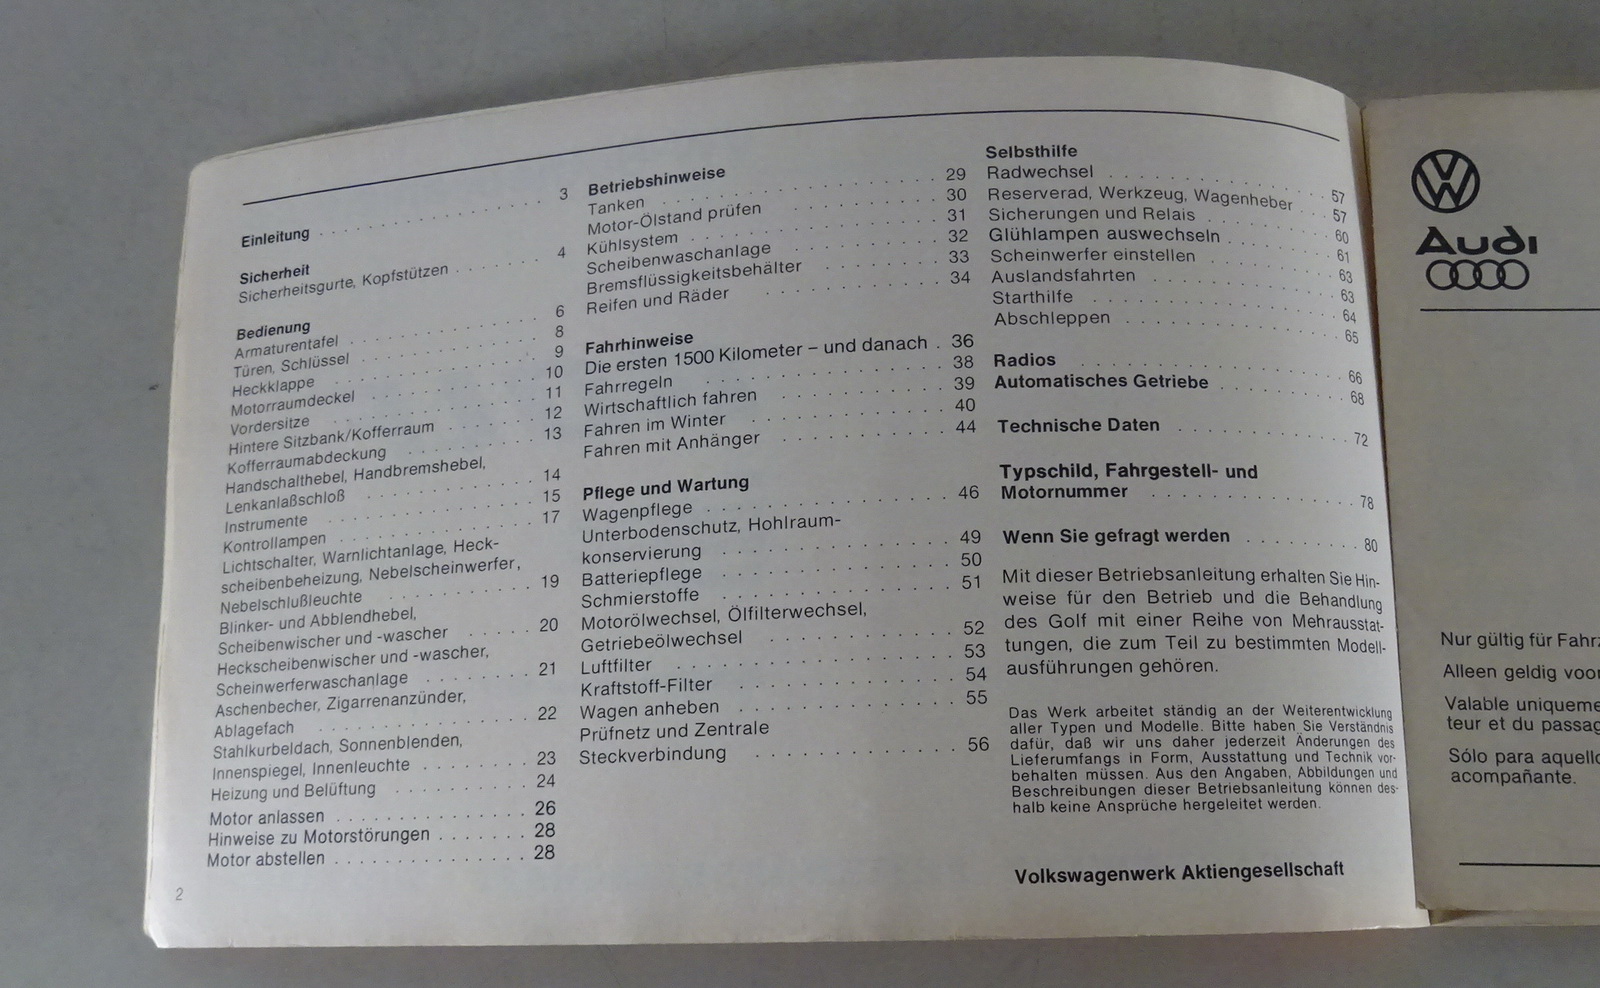 Einleitung . . . . . . . . . . . . . . . . . . . . 3
Sicherheit
Sicherheitsgurte, Kopfstützen . . . . . . . 4
Bedienung
Armaturentafel . . . . . . . . . . . . . . . . 6
Türen, Schlüssel . . . . . . . . . . . . . . . 8
Heckklappe . . . . . . . . . . . . . . . . . . 9
Motorraumdeckel . . . . . . . . . . . . . . 10
Vordersitze . . . . . . . . . . . . . . . . . . 11
Hintere Sitzbank/Kofferraum . . . . . . . 12
Kofferraumabdeckung . . . . . . . . . . . 13
Handschalthebel, Handbremshebel,
Lenkanlaßschloß . . . . . . . . . . . . . . 14
Instrumente . . . . . . . . . . . . . . . . . 15
Kontrollampen . . . . . . . . . . . . . . . . 17
Lichtschalter, Warnlichtanlage, Heck-
scheibenbeheizung, Nebelscheinwerfer,
Nebelschlußleuchte . . . . . . . . . . . . 19
Blinker- und Abblendhebel,
Scheibenwischer und -wascher . . . . . 20
Heckscheibenwischer und -wascher,
Scheinwerferwaschanlage . . . . . . . . 21
Aschenbecher, Zigarrenanzünder,
Ablagefach . . . . . . . . . . . . . . . . . . 22
Stahlkurbeldach, Sonnenblenden,
Innenspiegel, Innenleuchte . . . . . . . . 23
Heizung und Belüftung . . . . . . . . . . 24
Motor anlassen . . . . . . . . . . . . . . . 26
Hinweise zu Motorstörungen . . . . . . . 28
Motor abstellen . . . . . . . . . . . . . . . 28
2
Betriebshinweise
Tanken . . . . . . . . . . . . . . . . . . . . 29
Motor-Ölstand prüfen . . . . . . . . . . . 30
Kühlsystem . . . . . . . . . . . . . . . . . 31
Scheibenwaschanlage . . . . . . . . . . 32
Bremsflüssigkeitsbehälter . . . . . . . . 33
Reifen und Räder . . . . . . . . . . . . . 34
Fahrhinweise
Die ersten 1500 Kilometer – und danach . 36
Fahrregeln . . . . . . . . . . . . . . . . . . 38
Wirtschaftlich fahren . . . . . . . . . . . 39
Fahren im Winter . . . . . . . . . . . . . 40
Fahren mit Anhänger . . . . . . . . . . . 44
Pflege und Wartung
Wagenpflege . . . . . . . . . . . . . . . . 46
Unterbodenschutz, Hohlraum-
konservierung . . . . . . . . . . . . . . . 49
Batteriepflege . . . . . . . . . . . . . . . 50
Schmierstoffe . . . . . . . . . . . . . . . 51
Motorölwechsel, Ölfilterwechsel,
Getriebeölwechsel . . . . . . . . . . . . 52
Luftfilter . . . . . . . . . . . . . . . . . . 53
Kraftstoff-Filter . . . . . . . . . . . . . . 54
Wagen anheben . . . . . . . . . . . . . . 55
Prüfnetz und Zentrale
Steckverbindung . . . . . . . . . . . . . 56
Selbsthilfe
Radwechsel . . . . . . . . . . . . . . . . . 57
Reserverad, Werkzeug, Wagenheber . . . 57
Sicherungen und Relais . . . . . . . . . . 60
Glühlampen auswechseln . . . . . . . . . 61
Scheinwerfer einstellen . . . . . . . . . . 63
Auslandsfahrten . . . . . . . . . . . . . . 63
Starthilfe . . . . . . . . . . . . . . . . . . 64
Abschleppen . . . . . . . . . . . . . . . . 65
Radios . . . . . . . . . . . . . . . . . . . . 66
Automatisches Getriebe . . . . . . . . . . 68
Technische Daten . . . . . . . . . . . . . 72
Typschild, Fahrgestell- und
Motornummer . . . . . . . . . . . . . . . 78
Wenn Sie gefragt werden . . . . . . . . . 80
Mit dieser Betriebsanleitung erhalten Sie Hin-
weise für den Betrieb und die Behandlung
des Golf mit einer Reihe von Mehrausstat-
tungen, die zum Teil zu bestimmten Modell-
ausführungen gehören.
Das Werk arbeitet ständig an der Weiterentwicklung
aller Typen und Modelle. Bitte haben Sie Verständnis
dafür, daß wir uns daher jederzeit Änderungen des
Lieferumfangs in Form, Ausstattung und Technik vor-
behalten müssen. Aus den Angaben, Abbildungen und
Beschreibungen dieser Betriebsanleitung können des-
halb keine Ansprüche hergeleitet werden.
Volkswagenwerk Aktiengesellschaft
VW
Audi
Nur gültig für Fahrz
Alleen geldig voor
Valable uniqueme
teur et du passag
Sólo para aquello
acompañante.